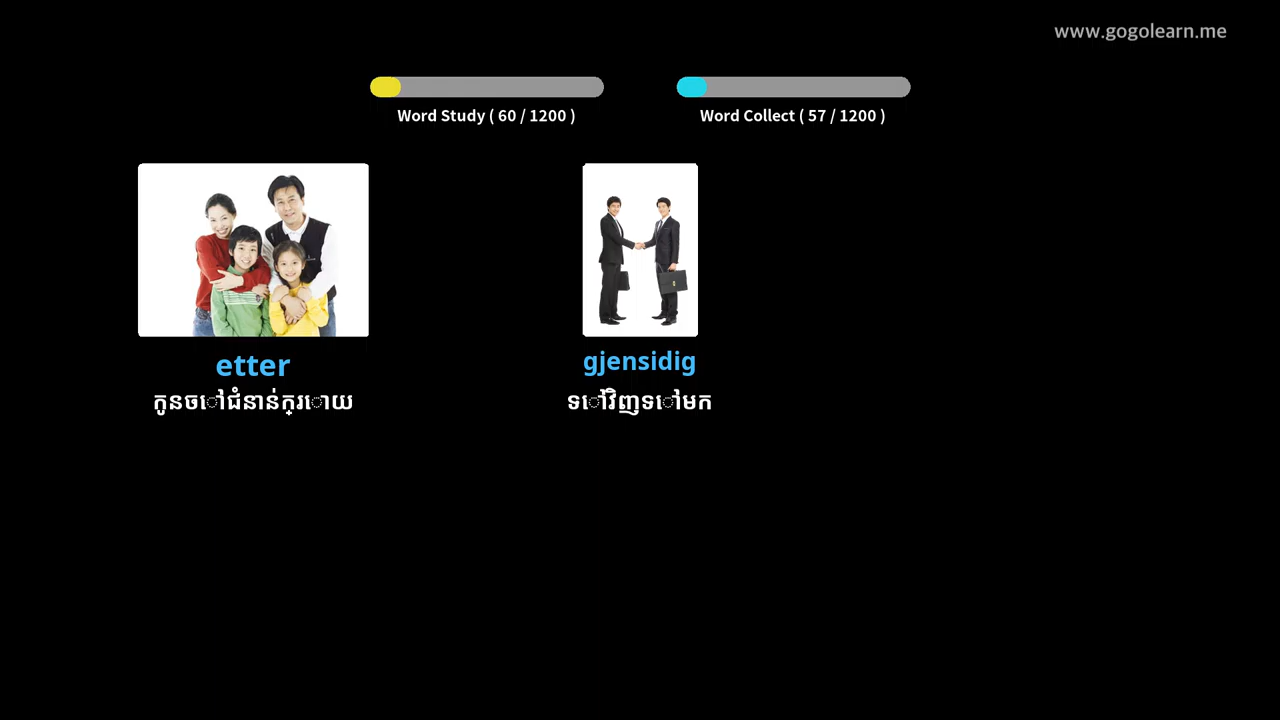 www.gogolearn.me
Word Study ( 60 / 1200 )
Word Collect ( 57 / 1200 )
etter
gjensidig
កូនចៅជំនាន់ក្រោយ
ទៅវិញទៅមក